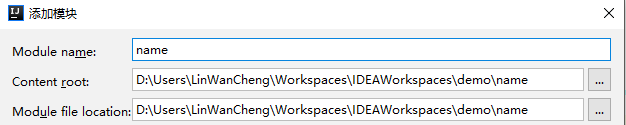 添加模块
Module name: name
Content root: D:\Users\LinWanCheng\Workspaces\IDEAWorkspaces\demo\name ...
Module file location: D:\Users\LinWanCheng\Workspaces\IDEAWorkspaces\demo\name ...